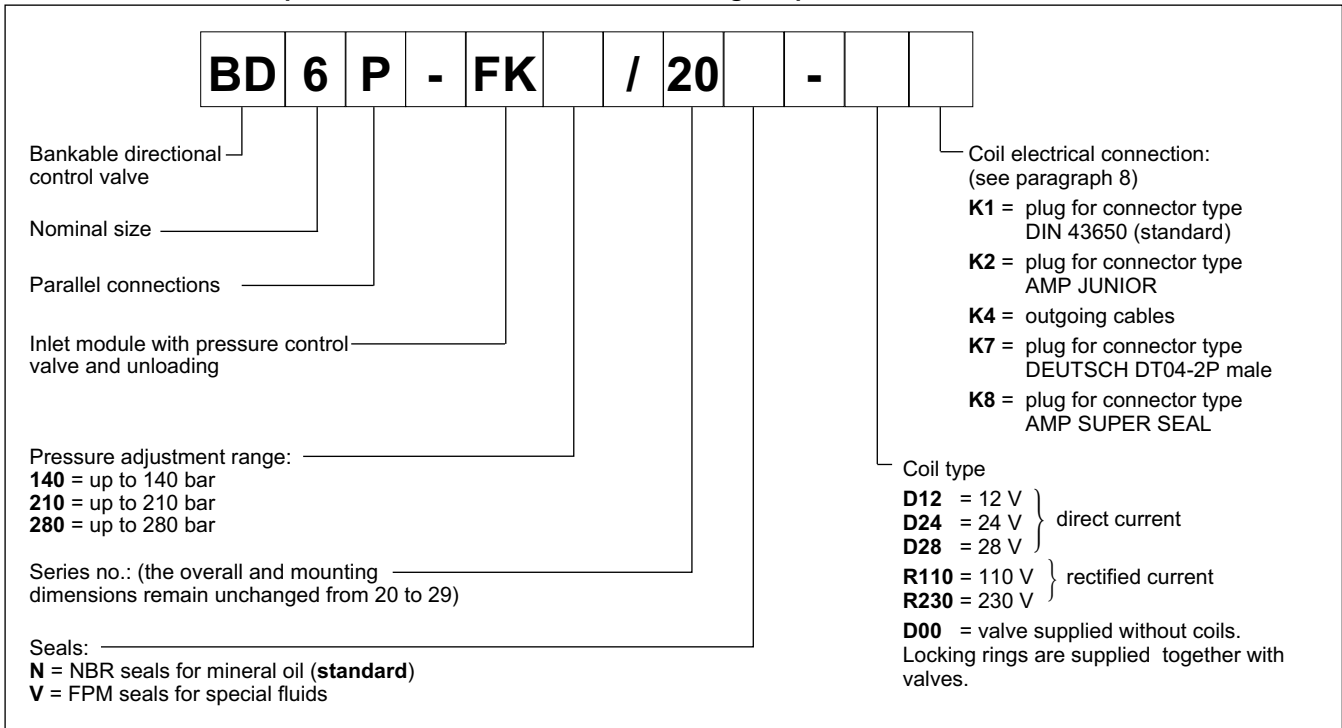 BD 6 P - FK / 20 -
Bankable directional
control valve
Nominal size
Parallel connections
Inlet module with pressure control
valve and unloading
Pressure adjustment range:
140 = up to 140 bar
210 = up to 210 bar
280 = up to 280 bar
Series no.: (the overall and mounting
dimensions remain unchanged from 20 to 29)
Seals:
N = NBR seals for mineral oil (standard)
V = FPM seals for special fluids
Coil electrical connection:
(see paragraph 8)
K1 = plug for connector type
DIN 43650 (standard)
K2 = plug for connector type
AMP JUNIOR
K4 = outgoing cables
K7 = plug for connector type
DEUTSCH DT04-2P male
K8 = plug for connector type
AMP SUPER SEAL
Coil type
D12 = 12 V
D24 = 24 V direct current
D28 = 28 V
R110 = 110 V rectified current
R230 = 230 V
D00 = valve supplied without coils.
Locking rings are supplied together with
valves.